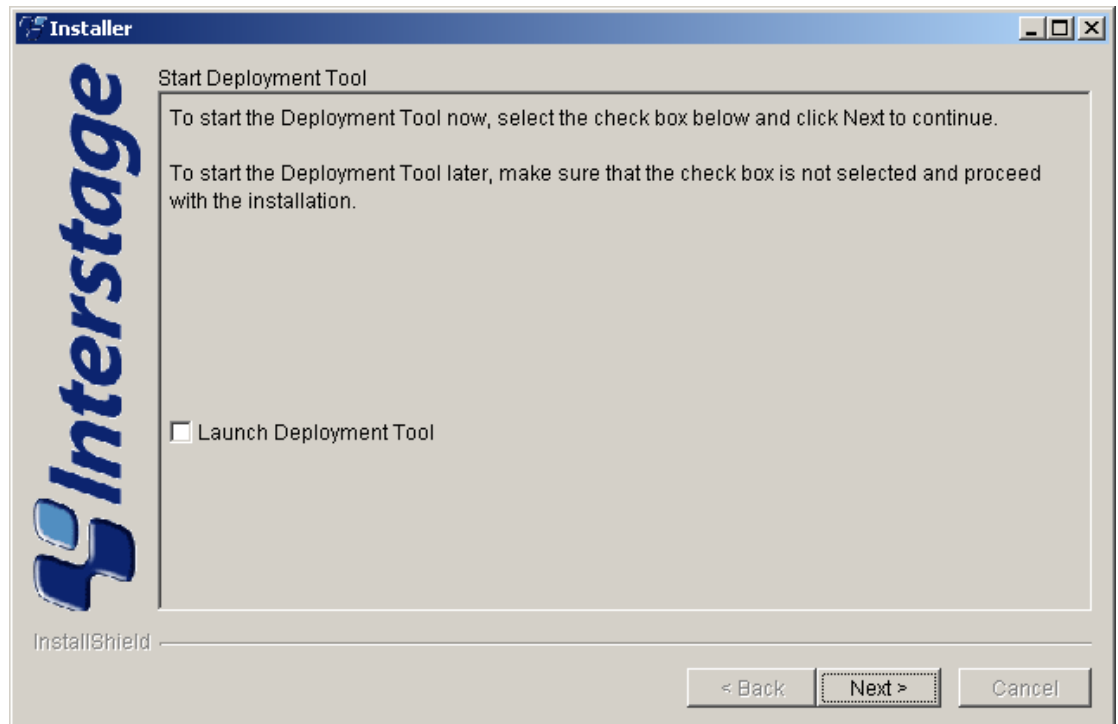 Installer
Interstage
Start Deployment Tool
To start the Deployment Tool now, select the check box below and click Next to continue.
To start the Deployment Tool later, make sure that the check box is not selected and proceed
with the installation.
Launch Deployment Tool
InstallShield
< Back
Next >
Cancel